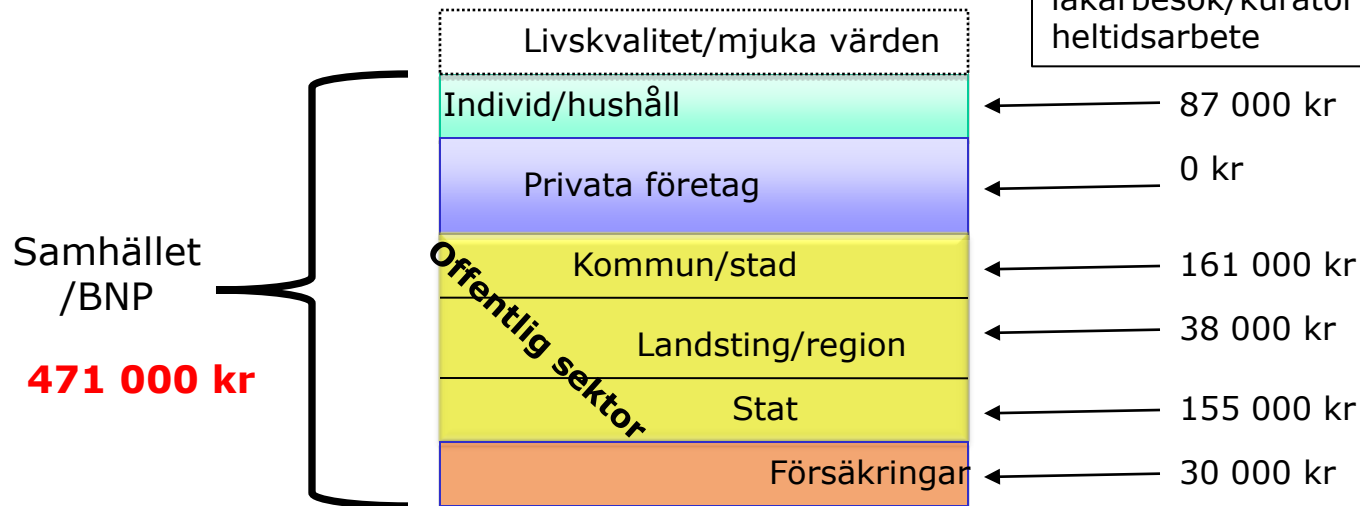 läkarbesök/kurator
heltidsarbete
Livskvalitet/mjuka värden
Individ/hushåll
87 000 kr
Privata företag
0 kr
Samhället
/BNP
471 000 kr
Offentlig sektor
Kommun/stad
161 000 kr
Landsting/region
38 000 kr
Stat
155 000 kr
Försäkringar
30 000 kr